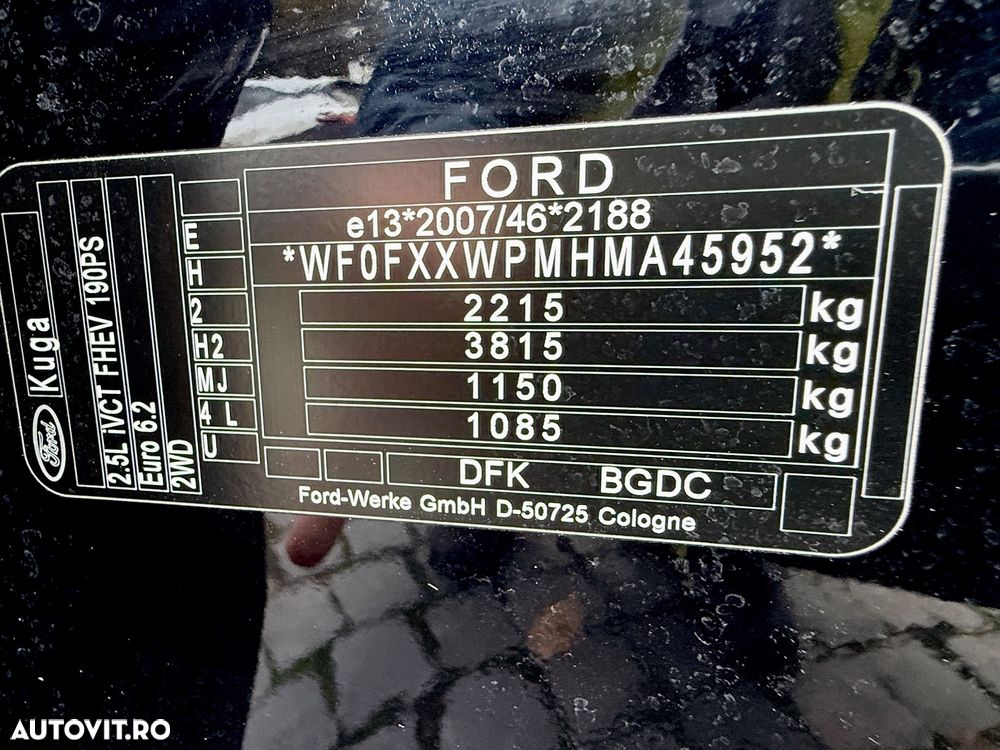 FORD
e13*2007/46*2188
*WF0FXXWPMHMA45952*
2215 kg
3815 kg
1150 kg
1085 kg
DFK BGDC
Ford-Werke GmbH D-50725 Cologne
E
H
2
H2
MJ
4 L
U
Ford Kuga
2.5L iVCT FHEV 190PS
Euro 6.2
2WD
AUTOVIT.RO